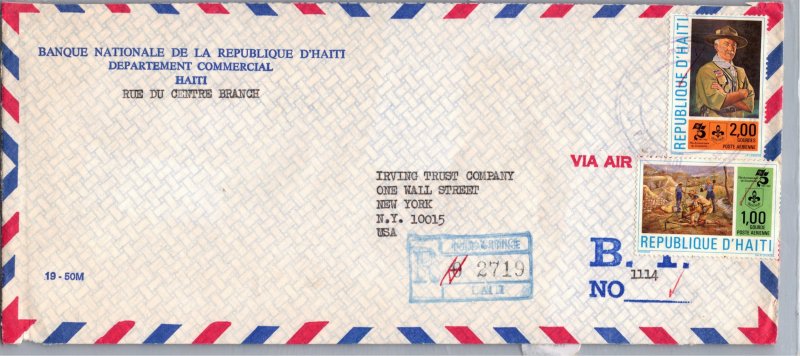 BANQUE NATIONALE DE LA REPUBLIQUE D'HAITI
DEPARTEMENT COMMERCIAL
HAITI
RUE DU CENTRE BRANCH
REPUBLIQUE D'HAITI
2,00
GOURDES
POSTE AERIENNE
VIA AIR
IRVING TRUST COMPANY
ONE WALL STREET
NEW YORK
N.Y. 10015
USA
75
1,00
GOURDE
POSTE AERIENNE
REPUBLIQUE D'HAITI
R 2719
B.
1114
NO
19 - 50M